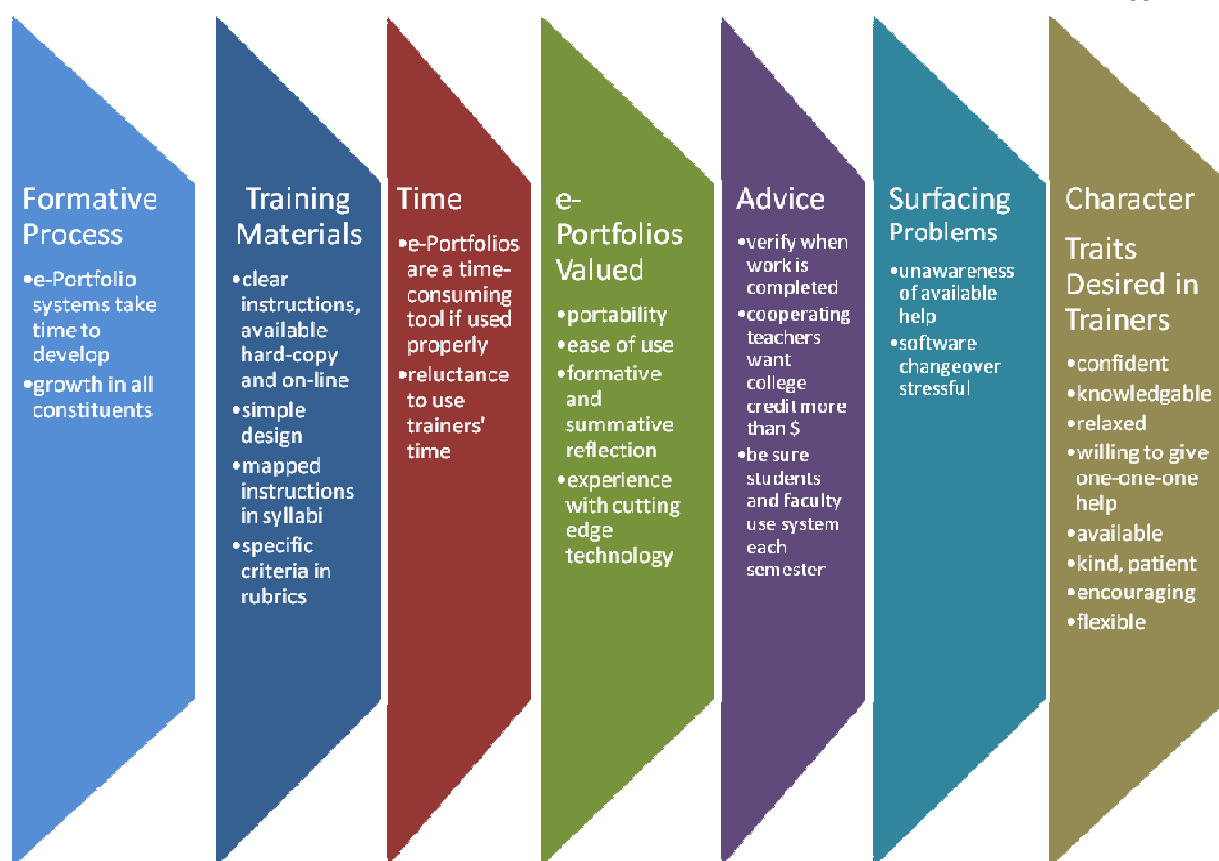 Formative
Process
•e-Portfolio
systems take
time to
develop
•growth in all
constituents
Training
Materials
•clear
instructions,
available
hard-copy
and on-line
•simple
design
•mapped
instructions
in syllabi
•specific
criteria in
rubrics
Time
•e-Portfolios
are a time-
consuming
tool if used
properly
•reluctance
to use
trainers'
time
e-
Portfolios
Valued
•portability
•ease of use
•formative
and
summative
reflection
•experience
with cutting
edge
technology
Advice
•verify when
work is
completed
•cooperating
teachers
want
college
credit more
than $
•be sure
students
and faculty
use system
each
semester
Surfacing
Problems
•unawareness
of available
help
•software
changeover
stressful
Character
Traits
Desired in
Trainers
•confident
•knowledgable
•relaxed
•willing to give
one-one-one
help
•available
•kind, patient
•encouraging
•flexible